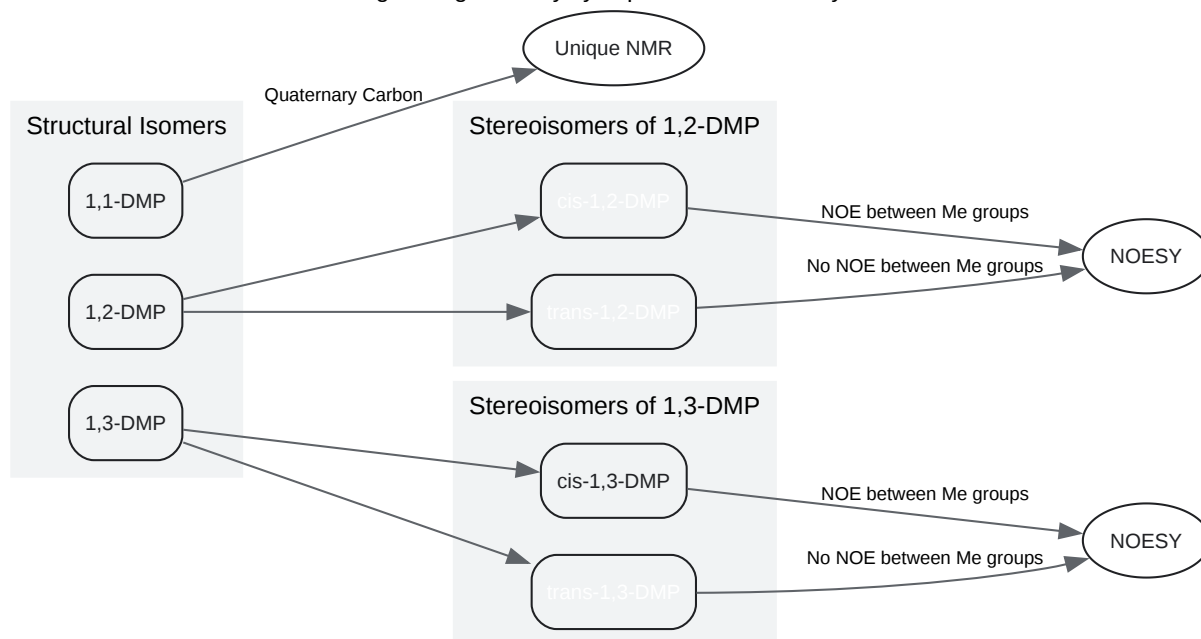 Unique NMR
Quaternary Carbon
Structural Isomers
Stereoisomers of 1,2-DMP
1,1-DMP
cis-1,2-DMP
NOE between Me groups
NOESY
No NOE between Me groups
1,2-DMP
trans-1,2-DMP
1,3-DMP
Stereoisomers of 1,3-DMP
cis-1,3-DMP
NOE between Me groups
NOESY
No NOE between Me groups
trans-1,3-DMP